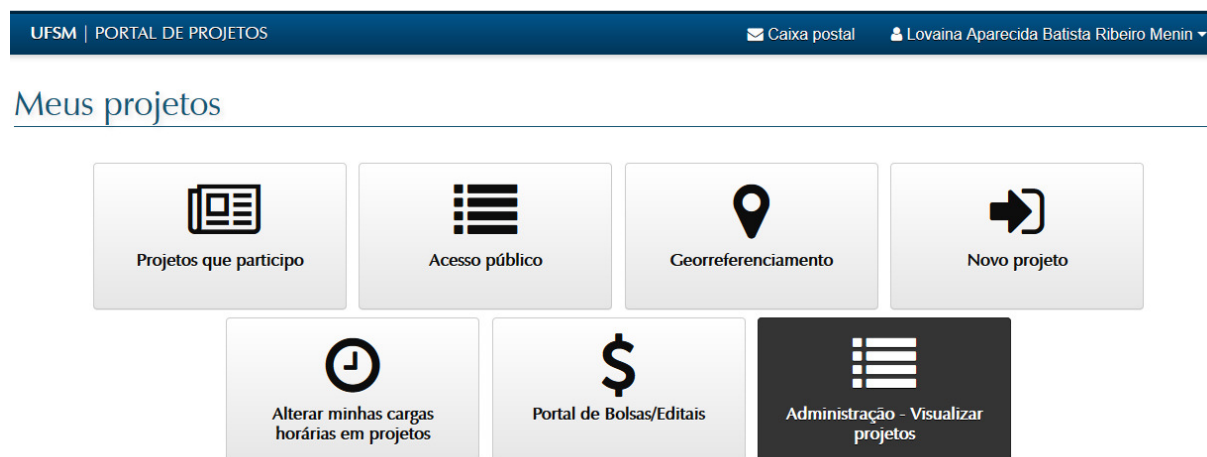 UFSM | PORTAL DE PROJETOS
Caixa postal
Lovaina Aparecida Batista Ribeiro Menin
Meus projetos
Projetos que participo
Acesso público
Georreferenciamento
Novo projeto
Alterar minhas cargas
horárias em projetos
Portal de Bolsas/Editais
Administração - Visualizar
projetos